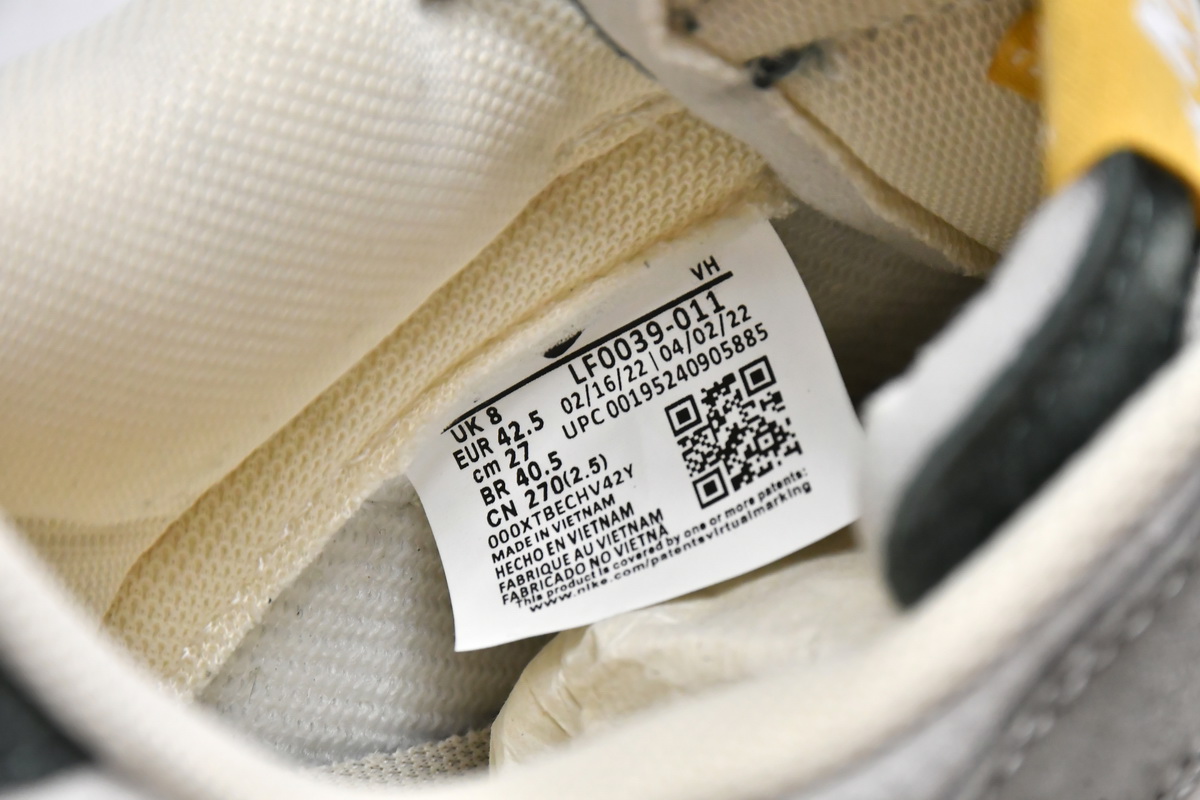 VH
LF0039-011
UK 8
02/16/22 | 04/02/22
EUR 42.5
UPC 00195240905885
cm 27
BR 40.5
CN 270(2.5)
000XTBECHV42Y
MADE IN VIETNAM
HECHO EN VIETNAM
FABRIQUE AU VIETNAM
FABRICADO NO VIETNA
This product is covered by one or more patents:
www.nike.com/patentsvirtualmarking